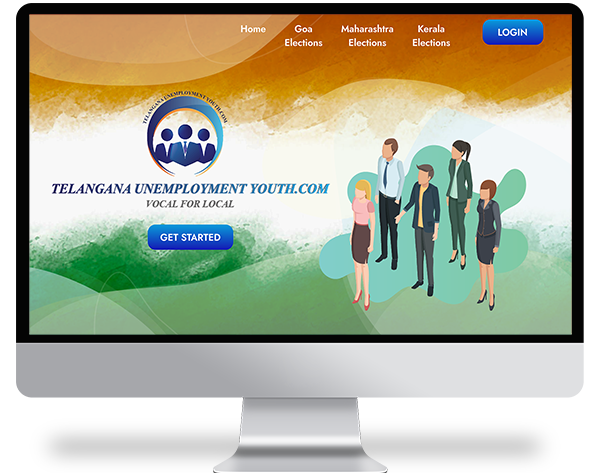 Home
Goa
Elections
Maharashtra
Elections
Kerala
Elections
LOGIN
TELANGANA UNEMPLOYMENT YOUTH.COM
TELANGANA UNEMPLOYMENT YOUTH.COM
VOCAL FOR LOCAL
GET STARTED